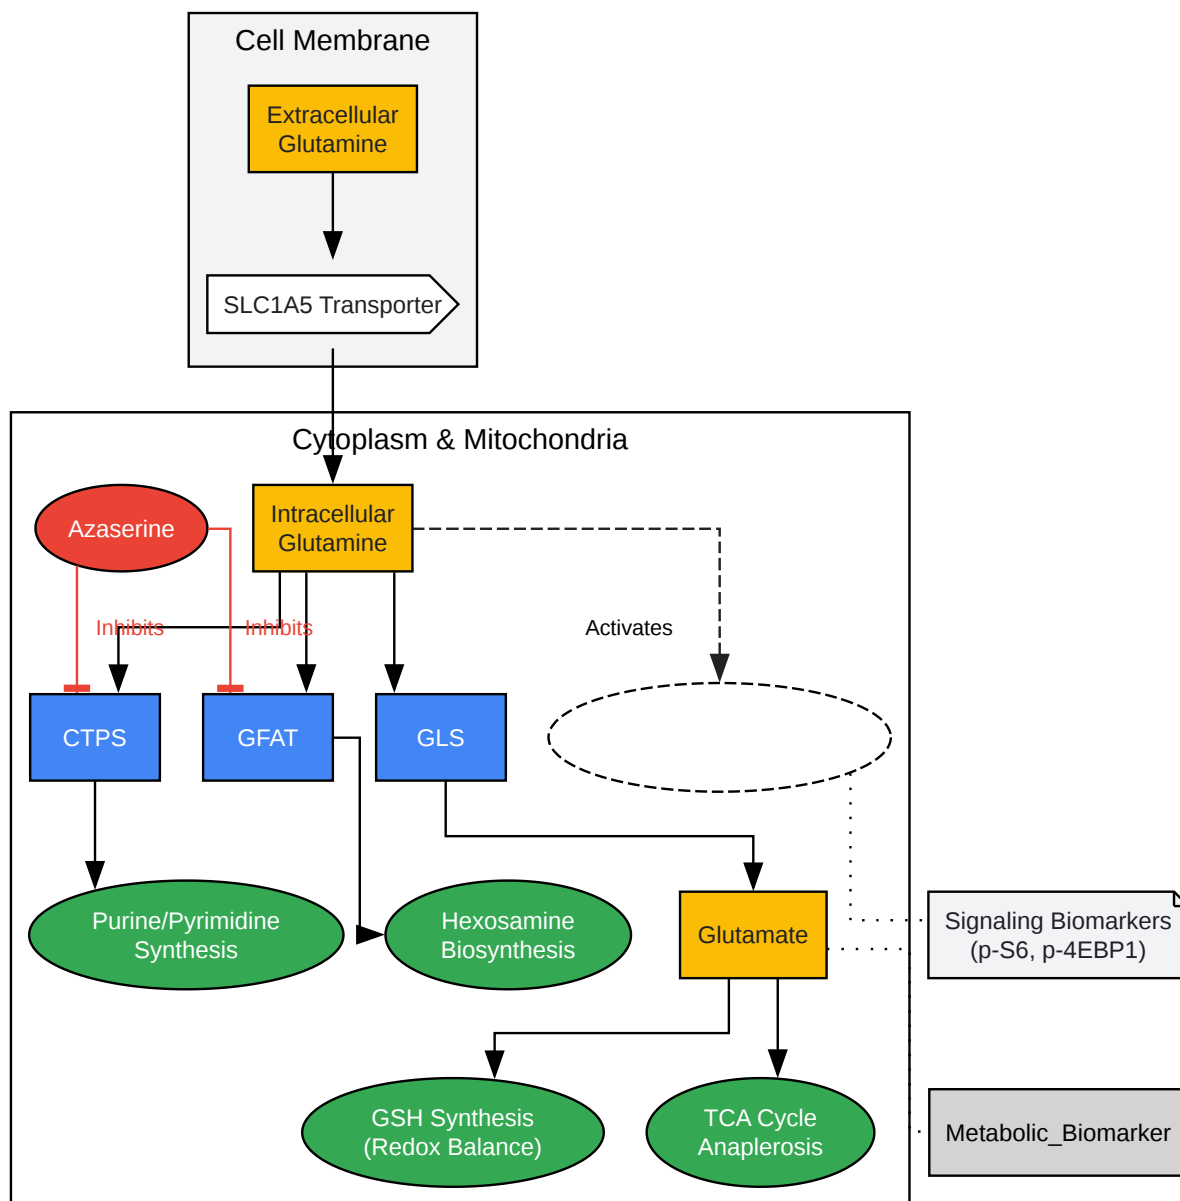 Cell Membrane
Extracellular
Glutamine
SLC1A5 Transporter
Cytoplasm & Mitochondria
Azaserine
Intracellular
Glutamine
Inhibits
Inhibits
Activates
CTPS
GFAT
GLS
Purine/Pyrimidine
Synthesis
Hexosamine
Biosynthesis
Glutamate
Signaling Biomarkers
(p-S6, p-4EBP1)
GSH Synthesis
(Redox Balance)
TCA Cycle
Anaplerosis
Metabolic_Biomarker